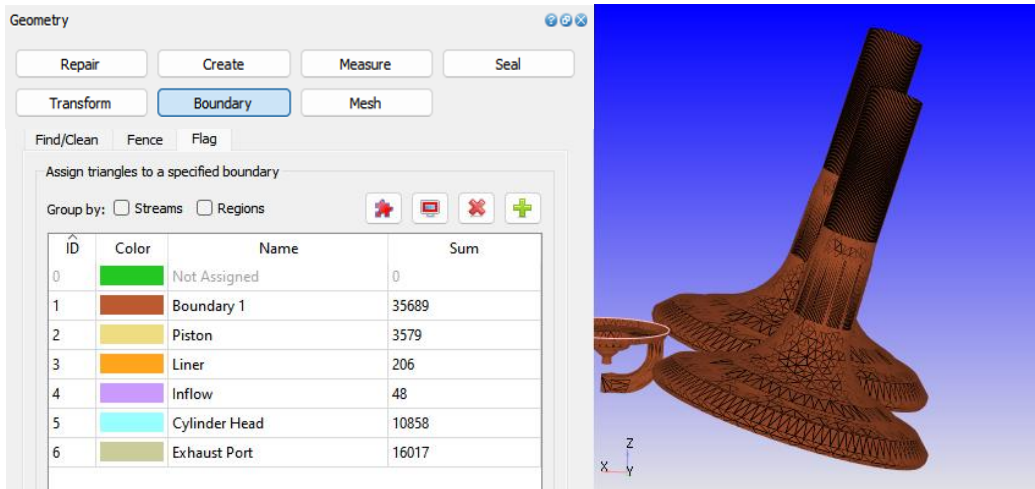 Geometry
Repair Create Measure Seal
Transform Boundary Mesh
Find/Clean Fence Flag
Assign triangles to a specified boundary
Group by: Streams Regions
ID Color Name Sum
0 Not Assigned 0
1 Boundary 1 35689
2 Piston 3579
3 Liner 206
4 Inflow 48
5 Cylinder Head 10858
6 Exhaust Port 16017
Z
X Y